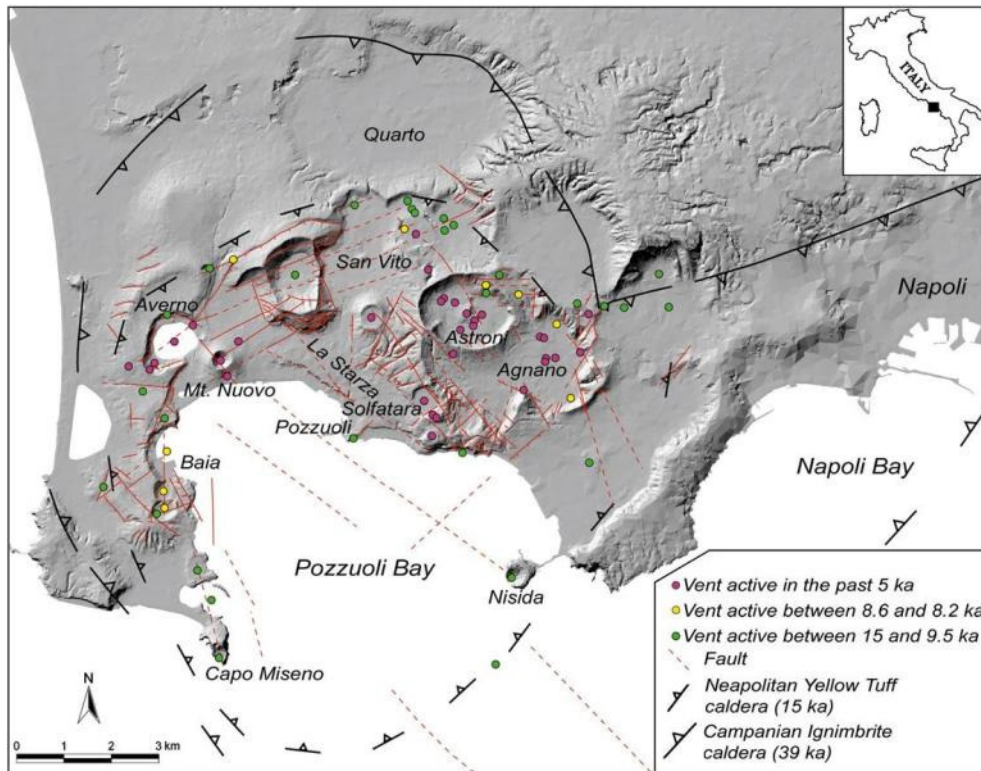 ITALY
Quarto
San Vito
Averno
Napoli
Astroni
Agnano
La Starza
Mt. Nuovo
Solfatara
Pozzuoli
Baia
Napoli Bay
Pozzuoli Bay
Nisida
Capo Miseno
Vent active in the past 5 ka
Vent active between 8.6 and 8.2 ka
Vent active between 15 and 9.5 ka
Fault
Neapolitan Yellow Tuff
caldera (15 ka)
Campanian Ignimbrite
caldera (39 ka)
N
0 1 2 3 km